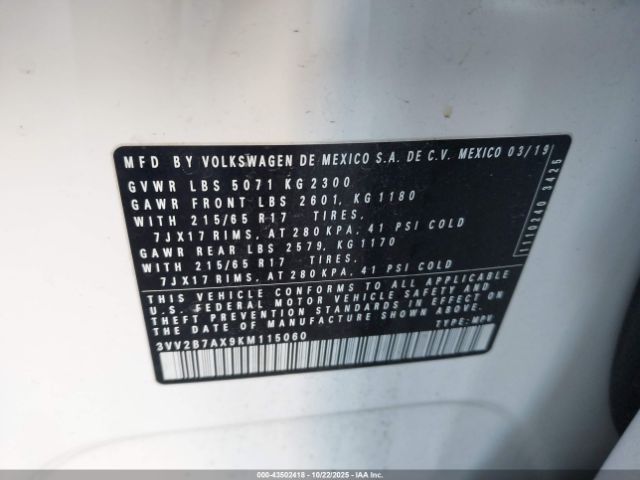 MFD BY VOLKSWAGEN DE MEXICO S.A. DE C.V. MEXICO 03/19
GVWR LBS 5071 KG 2300
GAWR FRONT LBS 2601, KG 1180
WITH 215/65 R17 TIRES,
7JX17 RIMS, AT 280 KPA, 41 PSI COLD
GAWR REAR LBS 2579, KG 1170
WITH 215/65 R17 TIRES,
7JX17 RIMS, AT 280 KPA, 41 PSI COLD
THIS VEHICLE CONFORMS TO ALL APPLICABLE
U.S. FEDERAL MOTOR VEHICLE SAFETY AND
THEFT PREVENTION STANDARDS IN EFFECT ON
THE DATE OF MANUFACTURE SHOWN ABOVE.
TYPE: MPV
3VV2B7AX9KM115060
1110240 3425
000-43502418 - 10/22/2025 - IAA Inc.